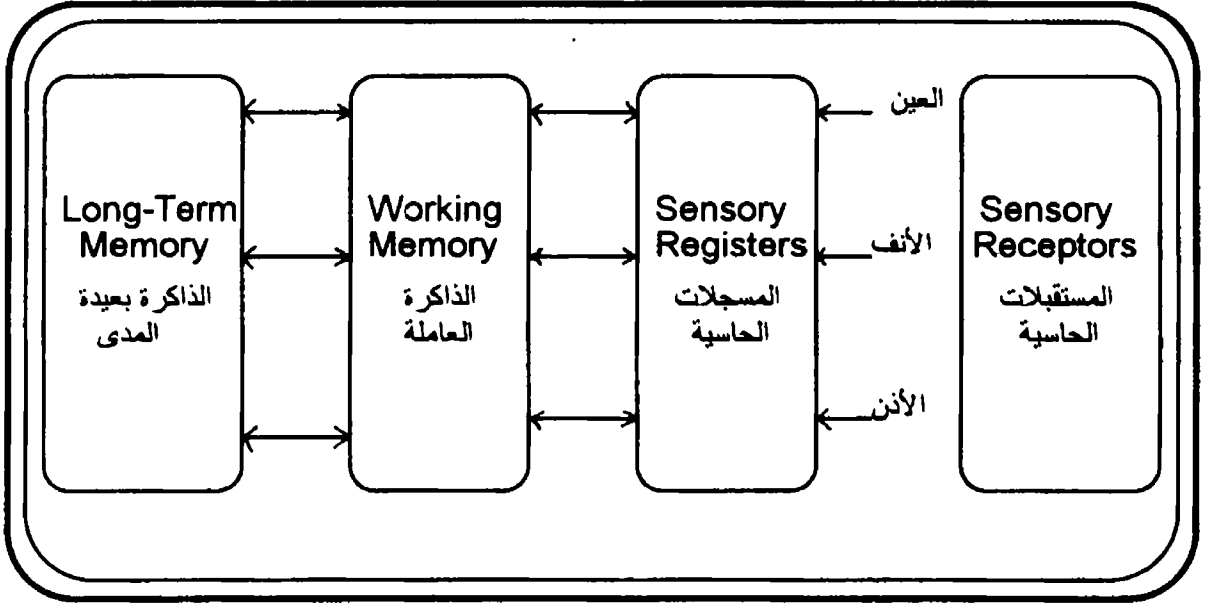 Sensory
Receptors
المستقبلات
الحاسية
العين
الأنف
الأذن
Sensory
Registers
المسجلات
الحاسية
Working
Memory
الذاكرة
العاملة
Long-Term
Memory
الذاكرة بعيدة
المدى